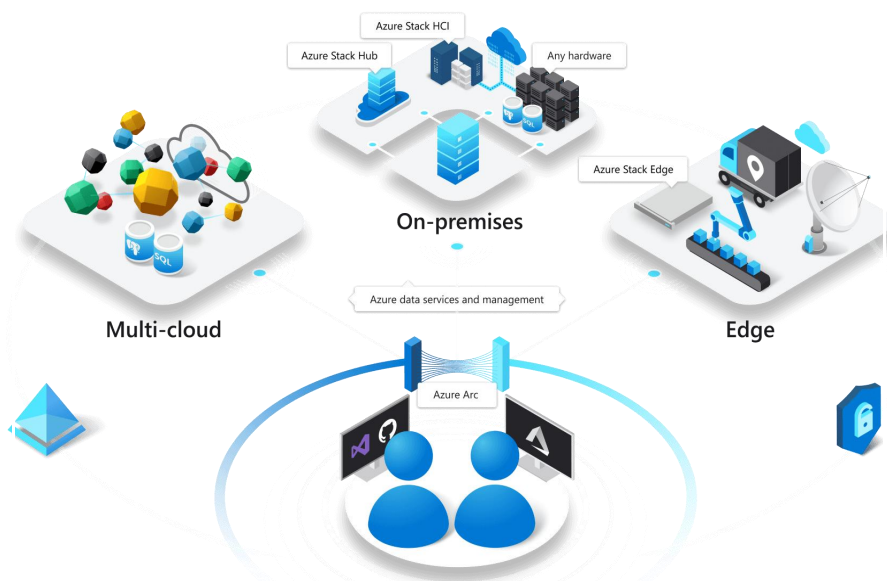 Azure Stack HCI
Azure Stack Hub
Any hardware
SQL
Azure Stack Edge
On-premises
SQL
Azure data services and management
Multi-cloud
Edge
Azure Arc